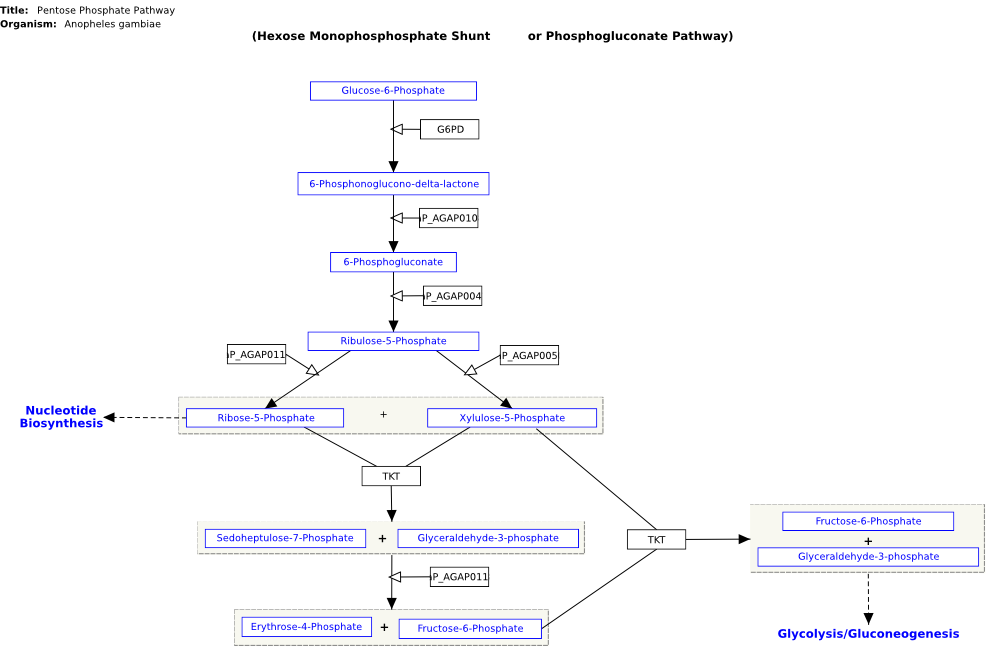 Title: Pentose Phosphate Pathway
Organism: Anopheles gambiae
(Hexose Monophosphosphate Shunt or Phosphogluconate Pathway)
Glucose-6-Phosphate
G6PD
6-Phosphonoglucono-delta-lactone
P_AGAP010
6-Phosphogluconate
P_AGAP004
Ribulose-5-Phosphate
P_AGAP011
P_AGAP005
Nucleotide
Biosynthesis
Ribose-5-Phosphate + Xylulose-5-Phosphate
TKT
Sedoheptulose-7-Phosphate + Glyceraldehyde-3-phosphate
TKT
Fructose-6-Phosphate
+
Glyceraldehyde-3-phosphate
P_AGAP011
Erythrose-4-Phosphate + Fructose-6-Phosphate
Glycolysis/Gluconeogenesis